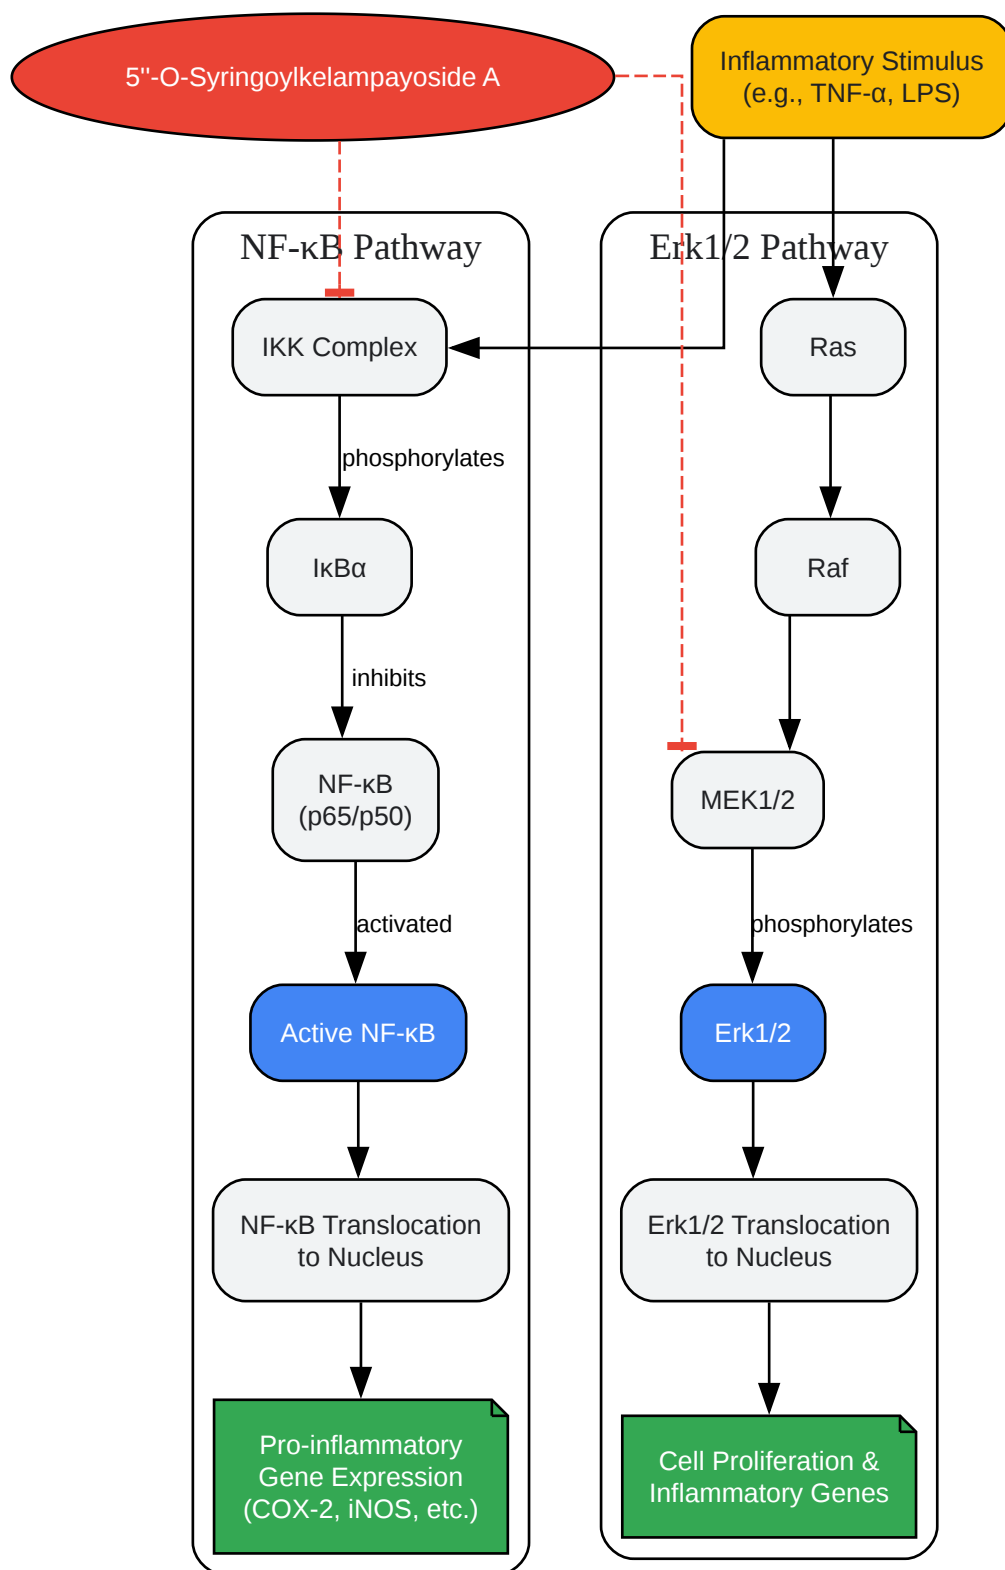 5''-O-Syringoylkelampayoside A
Inflammatory Stimulus
(e.g., TNF-α, LPS)
NF-κB Pathway
Erk1/2 Pathway
IKK Complex
Ras
phosphorylates
IκBα
Raf
inhibits
NF-κB
(p65/p50)
MEK1/2
activated
phosphorylates
Active NF-κB
Erk1/2
NF-κB Translocation
to Nucleus
Erk1/2 Translocation
to Nucleus
Pro-inflammatory
Gene Expression
(COX-2, iNOS, etc.)
Cell Proliferation &
Inflammatory Genes